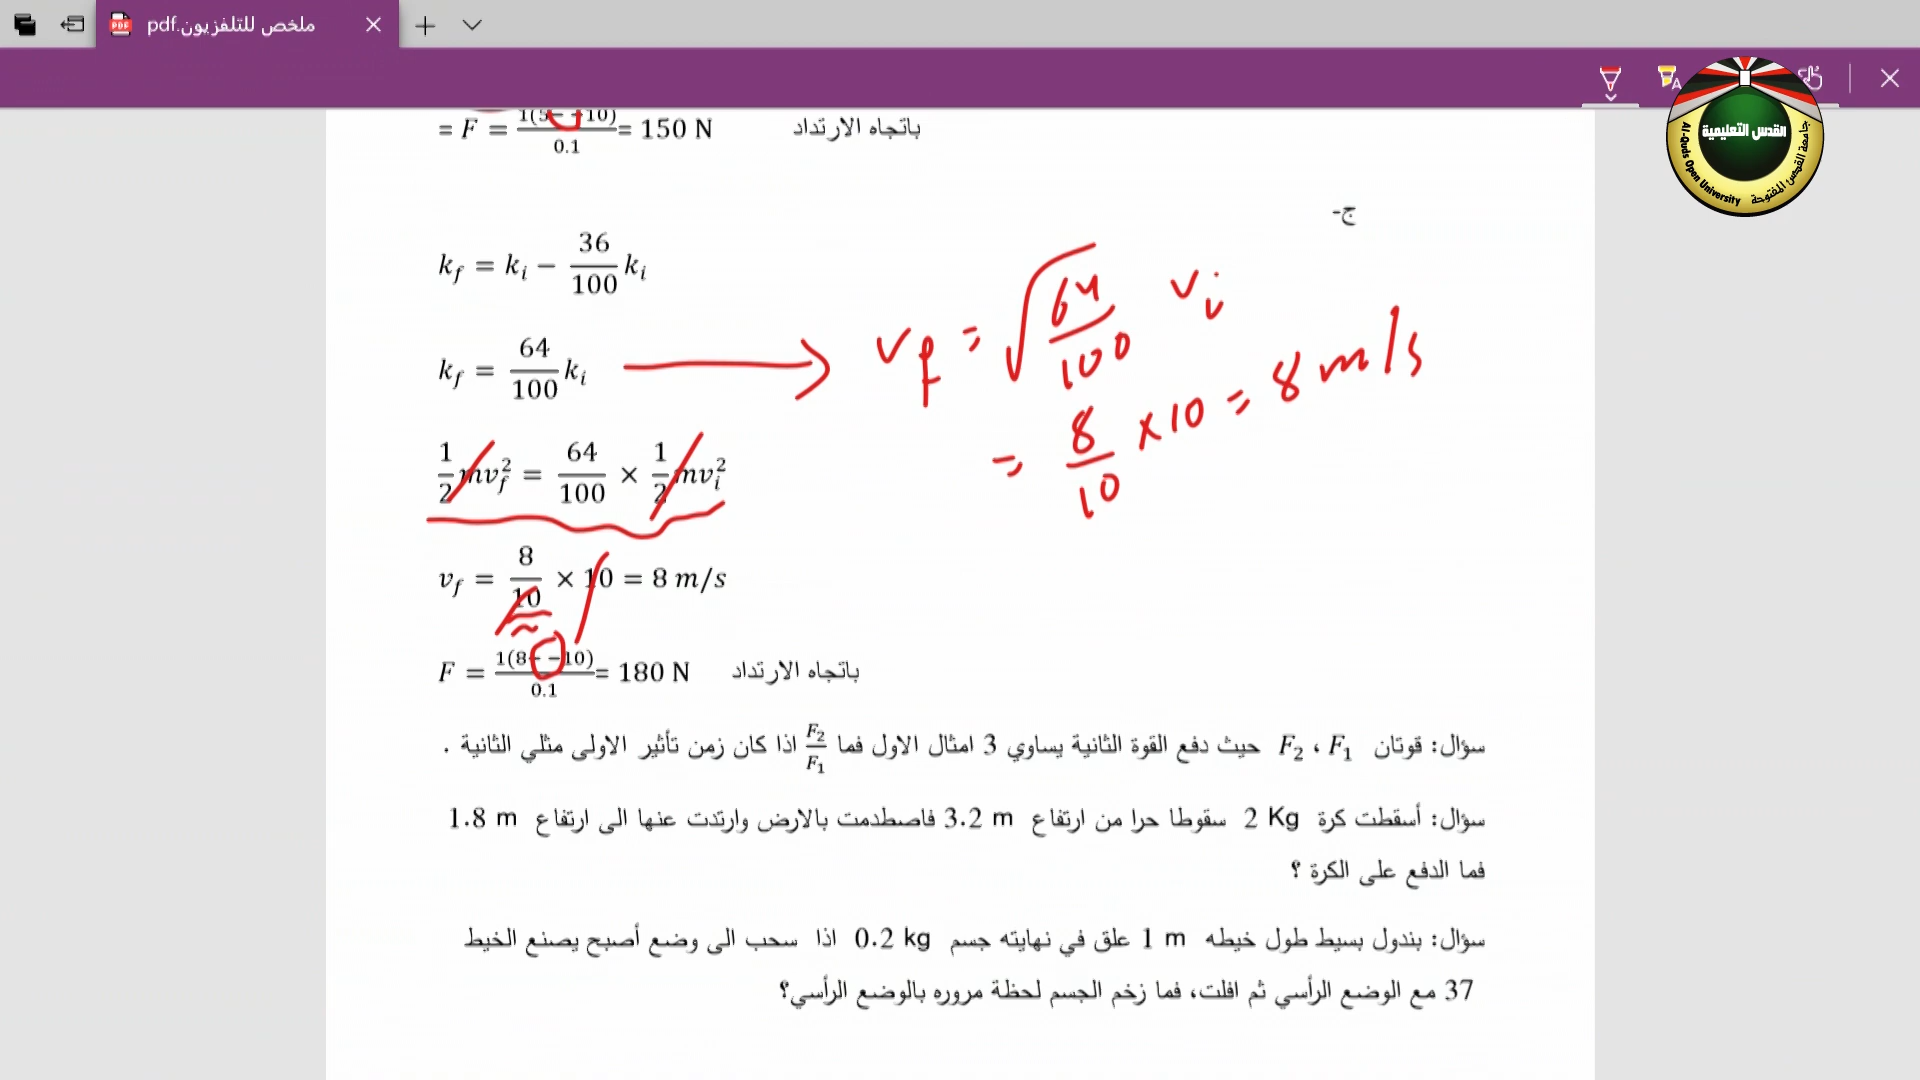 ملخص للتلفزيون.pdf
القدس التعليمية
جامعة القدس المفتوحة
Al-Quds Open University
= F = 1(5− −10)/0.1 = 150 N باتجاه الارتداد
ج-
k_f = k_i − 36/100 k_i
k_f = 64/100 k_i
v_f = √(64/100) v_i
= 8/10 × 10 = 8 m/s
1/2 mv_f^2 = 64/100 × 1/2 mv_i^2
v_f = 8/10 × 10 = 8 m/s
F = 1(8− −10)/0.1 = 180 N باتجاه الارتداد
سؤال: قوتان F₁ ، F₂ حيث دفع القوة الثانية يساوي 3 امثال الاول فما F₂/F₁ اذا كان زمن تأثير الاولى مثلي الثانية .
سؤال: أسقطت كرة 2 Kg سقوطا حرا من ارتفاع 3.2 m فاصطدمت بالارض وارتدت عنها الى ارتفاع 1.8 m
فما الدفع على الكرة ؟
سؤال: بندول بسيط طول خيطه 1 m علق في نهايته جسم 0.2 kg اذا سحب الى وضع أصبح يصنع الخيط
37 مع الوضع الرأسي ثم افلت، فما زخم الجسم لحظة مروره بالوضع الرأسي؟